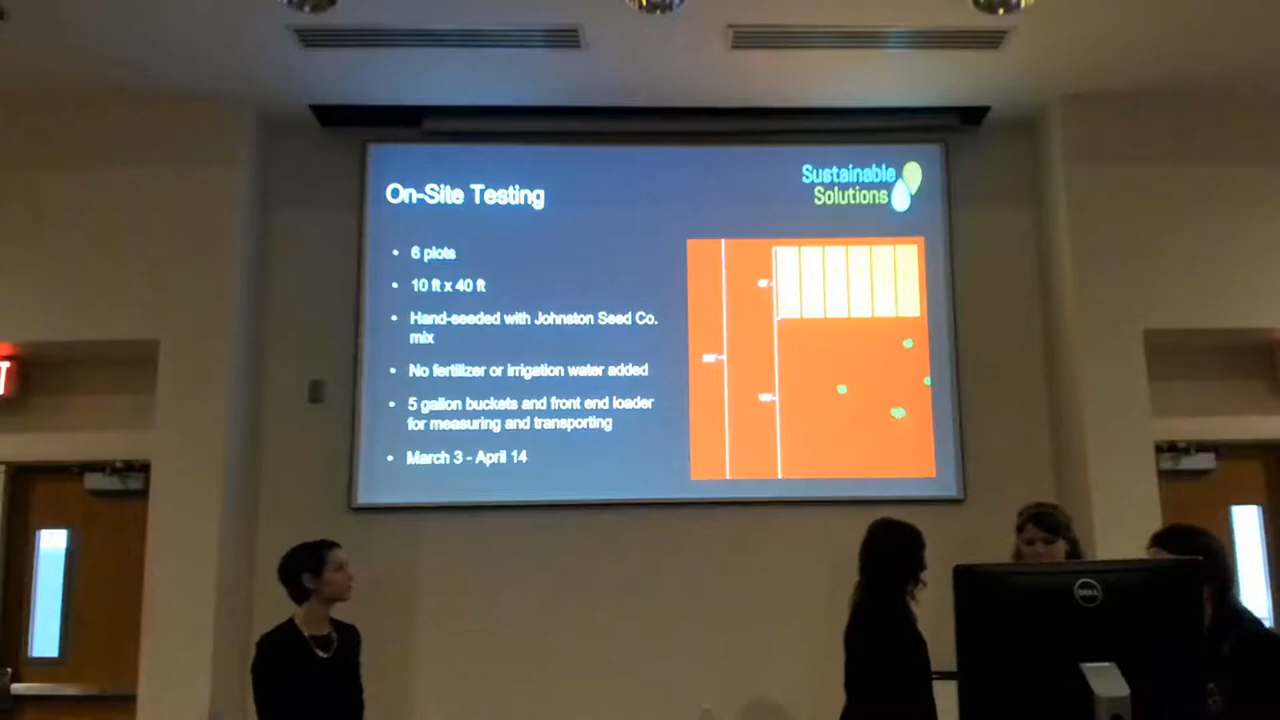 Sustainable
Solutions
On-Site Testing
• 6 plots
• 10 ft x 40 ft
• Hand-seeded with Johnston Seed Co.
mix
• No fertilizer or irrigation water added
• 5 gallon buckets and front end loader
for measuring and transporting
• March 3 - April 14
DELL
T